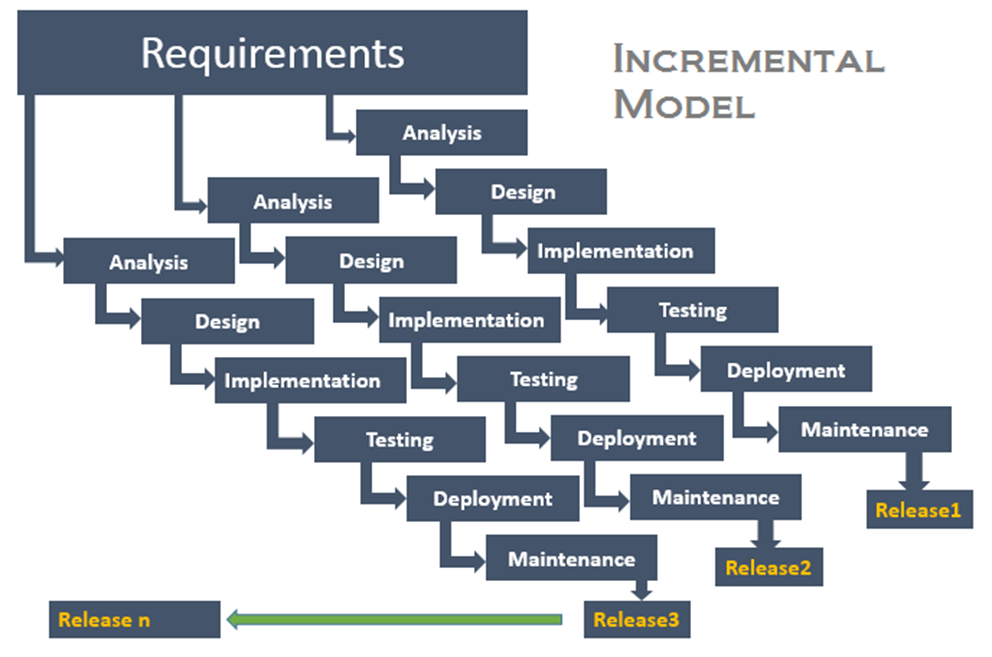 Requirements
INCREMENTAL
MODEL
Analysis
Design
Implementation
Testing
Deployment
Maintenance
Release1
Analysis
Design
Implementation
Testing
Deployment
Maintenance
Release2
Analysis
Design
Implementation
Testing
Deployment
Maintenance
Release3
Release n